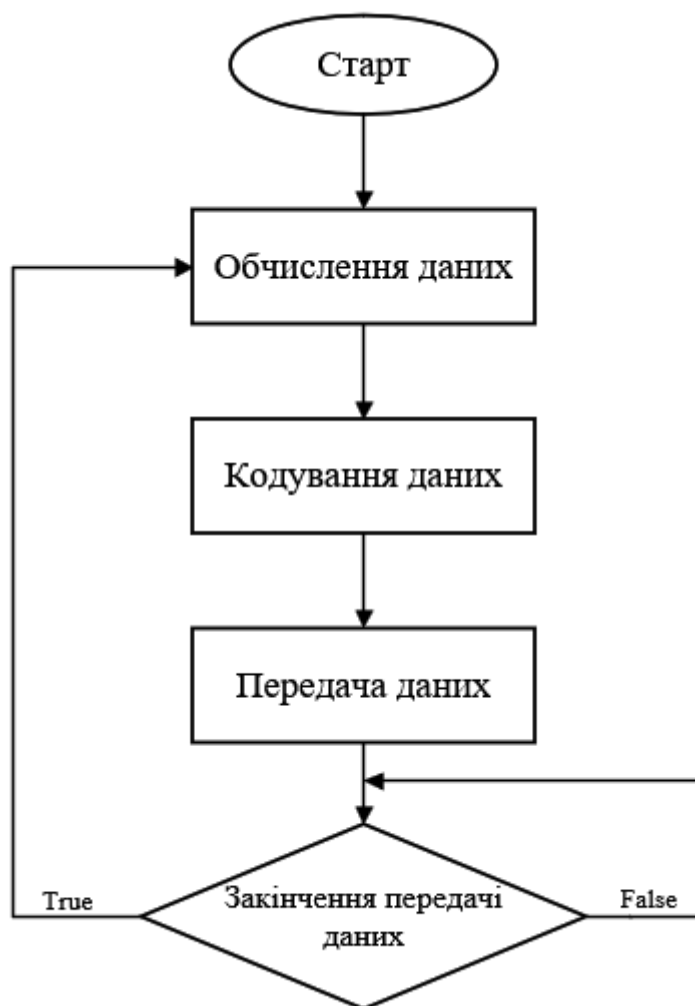 Старт
Обчислення даних
Кодування даних
Передача даних
Закінчення передачі
даних
True
False